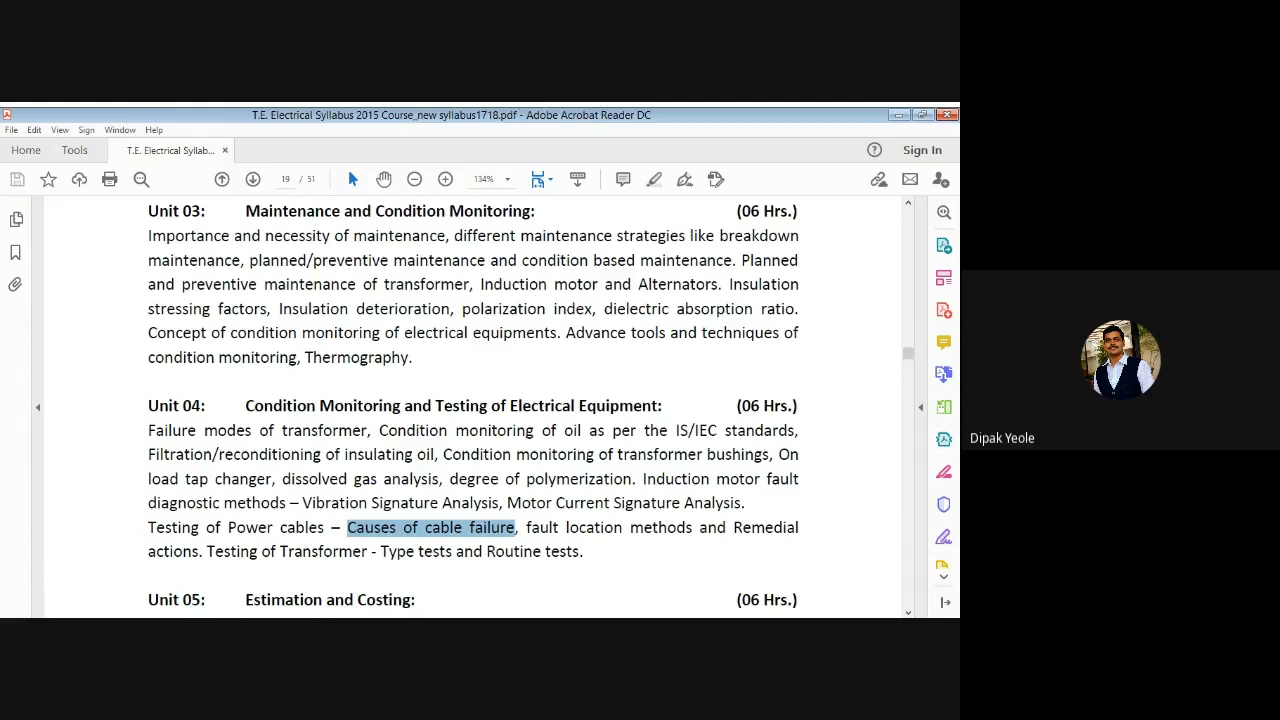 T.E. Electrical Syllabus 2015 Course_new syllabus1718.pdf - Adobe Acrobat Reader DC
File Edit View Sign Window Help
Home Tools T.E. Electrical Syllab... × Sign In
19 / 51 134%
Unit 03: Maintenance and Condition Monitoring: (06 Hrs.)
Importance and necessity of maintenance, different maintenance strategies like breakdown
maintenance, planned/preventive maintenance and condition based maintenance. Planned
and preventive maintenance of transformer, Induction motor and Alternators. Insulation
stressing factors, Insulation deterioration, polarization index, dielectric absorption ratio.
Concept of condition monitoring of electrical equipments. Advance tools and techniques of
condition monitoring, Thermography.
Unit 04: Condition Monitoring and Testing of Electrical Equipment: (06 Hrs.)
Failure modes of transformer, Condition monitoring of oil as per the IS/IEC standards,
Filtration/reconditioning of insulating oil, Condition monitoring of transformer bushings, On
load tap changer, dissolved gas analysis, degree of polymerization. Induction motor fault
diagnostic methods – Vibration Signature Analysis, Motor Current Signature Analysis.
Testing of Power cables – Causes of cable failure, fault location methods and Remedial
actions. Testing of Transformer - Type tests and Routine tests.
Unit 05: Estimation and Costing: (06 Hrs.)
Dipak Yeole